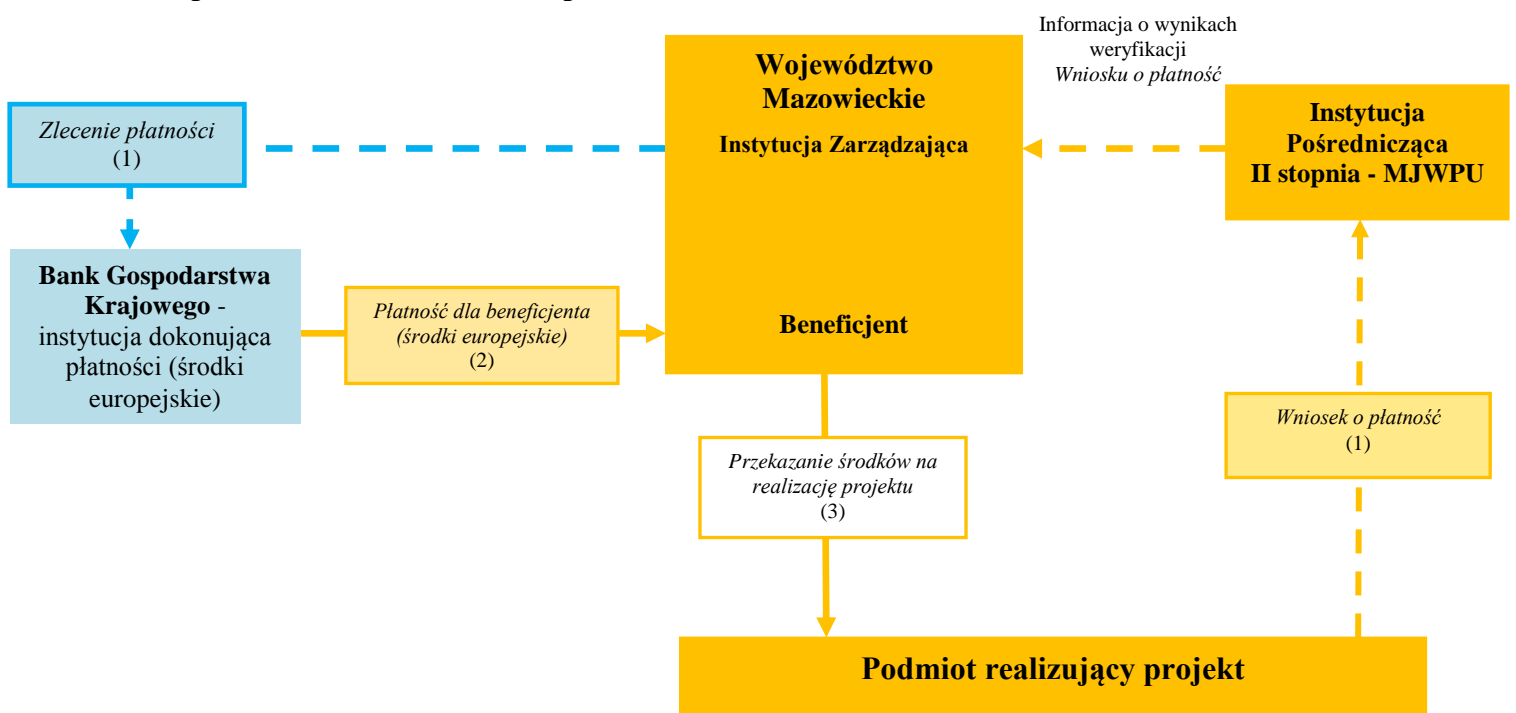 Informacja o wynikach
weryfikacji
Wniosku o płatność
Województwo
Mazowieckie
Instytucja Zarządzająca
Beneficjent
Instytucja
Pośrednicząca
II stopnia - MJWPU
Zlecenie płatności
(1)
Bank Gospodarstwa
Krajowego -
instytucja dokonująca
płatności (środki
europejskie)
Płatność dla beneficjenta
(środki europejskie)
(2)
Wniosek o płatność
(1)
Przekazanie środków na
realizację projektu
(3)
Podmiot realizujący projekt